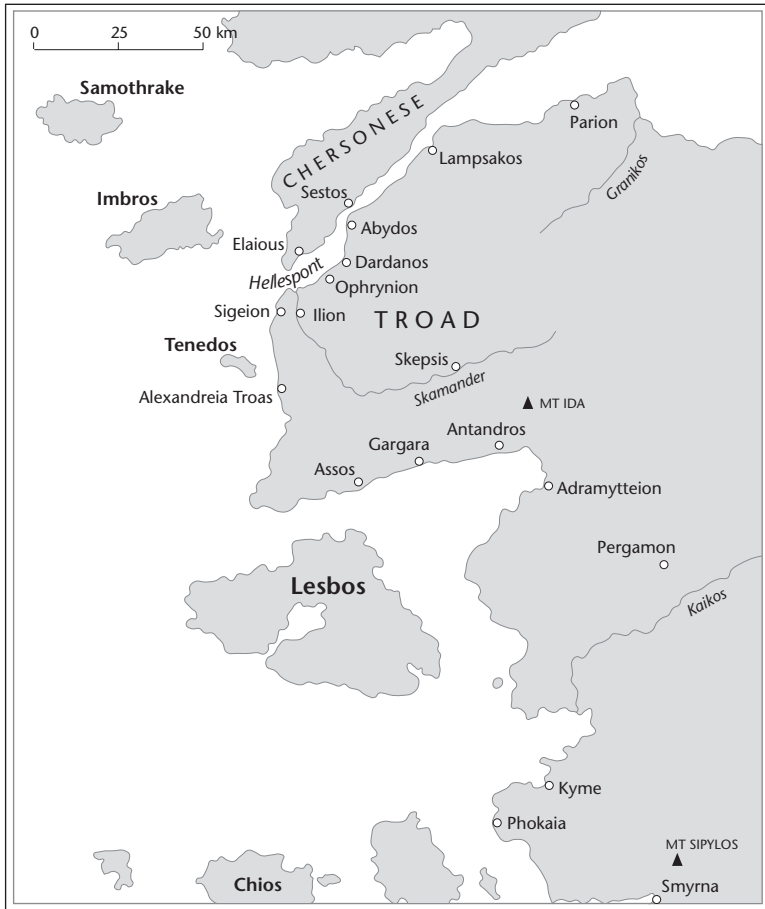 0 25 50 km
Samothrake
CHERSONESE
Parion
Lampsakos
Granikos
Imbros
Sestos
Abydos
Elaious
Dardanos
Hellespont
Ophrynion
Sigeion
Ilion
TROAD
Tenedos
Skepsis
Skamander
Alexandreia Troas
MT IDA
Antandros
Gargara
Assos
Adramytteion
Pergamon
Lesbos
Kaikos
Kyme
Phokaia
MT SIPYLOS
Chios
Smyrna